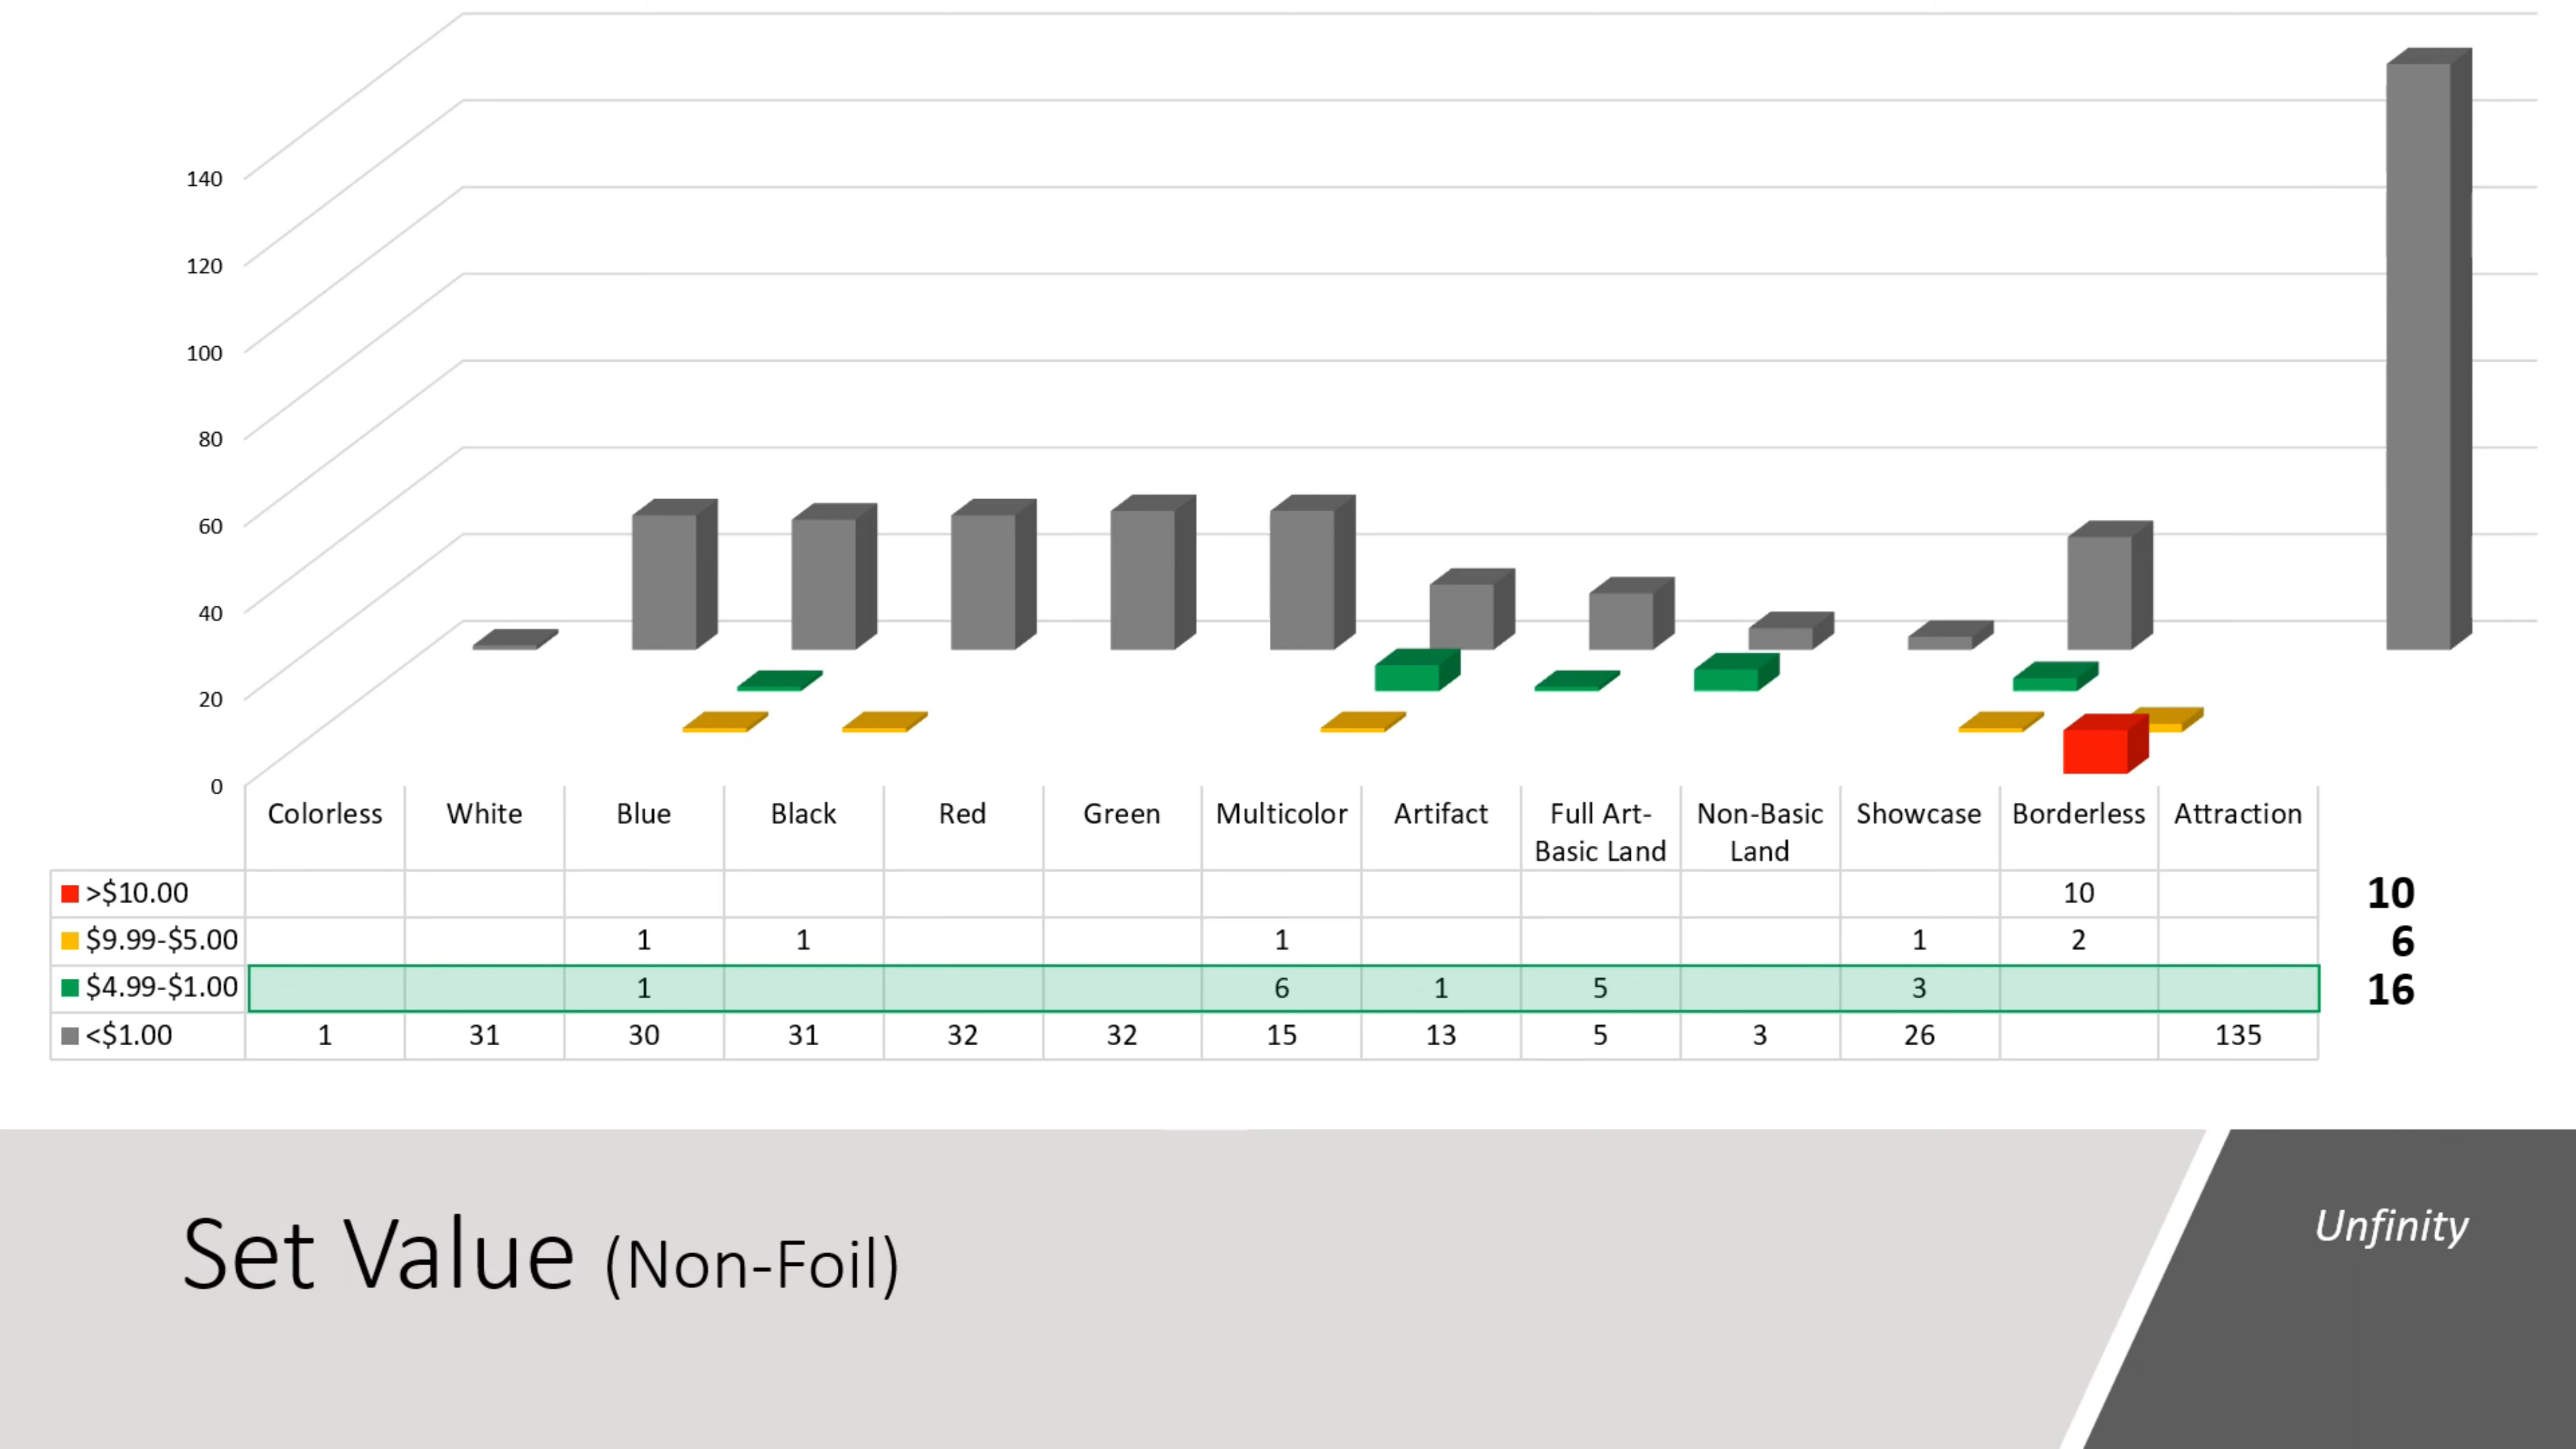 140
120
100
80
60
40
20
0
Colorless White Blue Black Red Green Multicolor Artifact Full Art- Non-Basic Showcase Borderless Attraction
Basic Land Land
>$10.00 10 10
$9.99-$5.00 1 1 1 1 2 6
$4.99-$1.00 1 6 1 5 3 16
<$1.00 1 31 30 31 32 32 15 13 5 3 26 135
Set Value (Non-Foil)
Unfinity